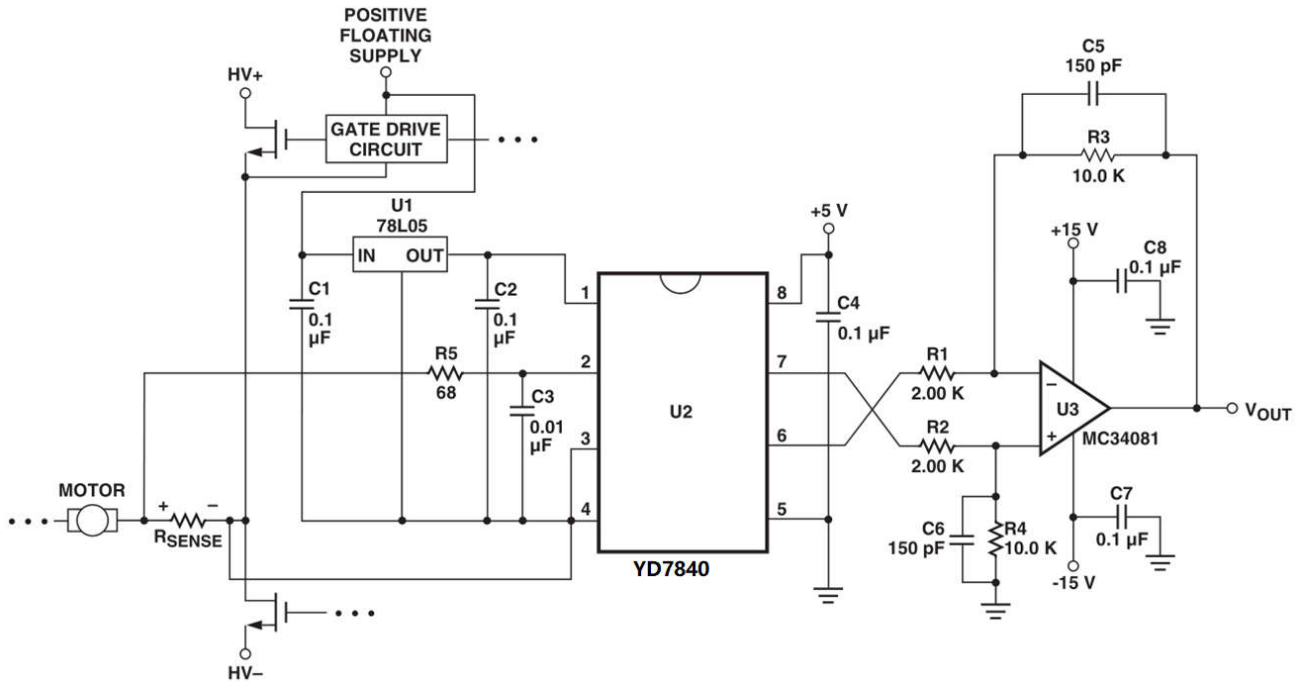 POSITIVE
FLOATING
SUPPLY
HV+
GATE DRIVE
CIRCUIT
• • •
U1
78L05
IN OUT
C1
0.1
µF
C2
0.1
µF
R5
68
C3
0.01
µF
MOTOR
• • •
+ −
RSENSE
• • •
HV–
1
2
3
4
U2
8
7
6
5
YD7840
+5 V
C4
0.1 µF
R1
2.00 K
R2
2.00 K
C5
150 pF
R3
10.0 K
+15 V
C8
0.1 µF
−
U3
+
MC34081
VOUT
C6
150 pF
R4
10.0 K
C7
0.1 µF
-15 V